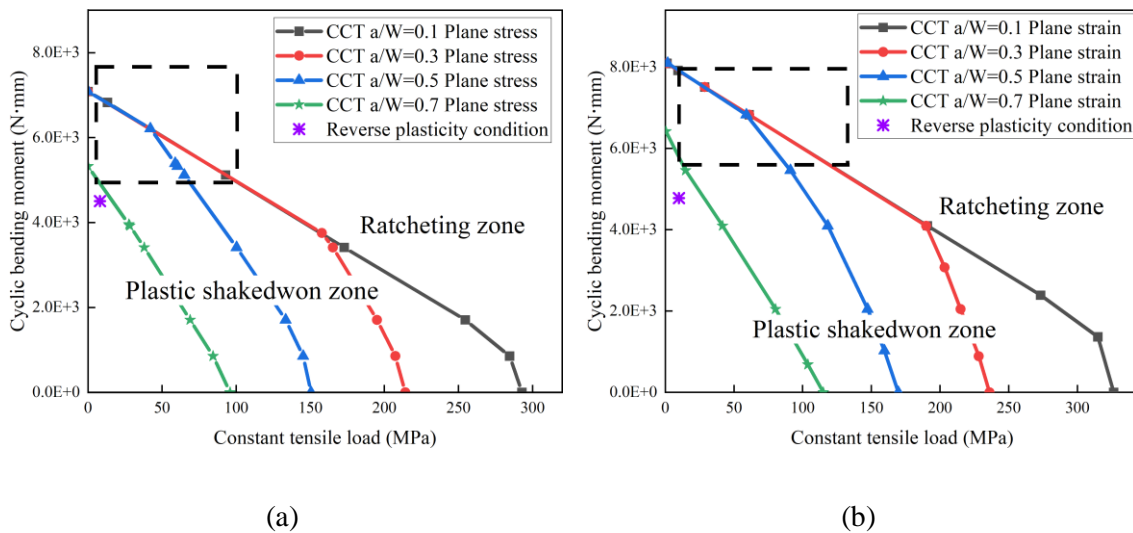 (a)
CCT a/W=0.1 Plane stress
CCT a/W=0.3 Plane stress
CCT a/W=0.5 Plane stress
CCT a/W=0.7 Plane stress
Reverse plasticity condition
Ratcheting zone
Plastic shakedwon zone
Cyclic bending moment (N·mm)
8.0E+3
6.0E+3
4.0E+3
2.0E+3
0.0E+3
0 50 100 150 200 250 300
Constant tensile load (MPa)
(a)
(b)
CCT a/W=0.1 Plane strain
CCT a/W=0.3 Plane strain
CCT a/W=0.5 Plane strain
CCT a/W=0.7 Plane strain
Reverse plasticity condition
Ratcheting zone
Plastic shakedwon zone
Cyclic bending moment (N·mm)
8.0E+3
6.0E+3
4.0E+3
2.0E+3
0.0E+3
0 50 100 150 200 250 300
Constant tensile load (MPa)
(b)